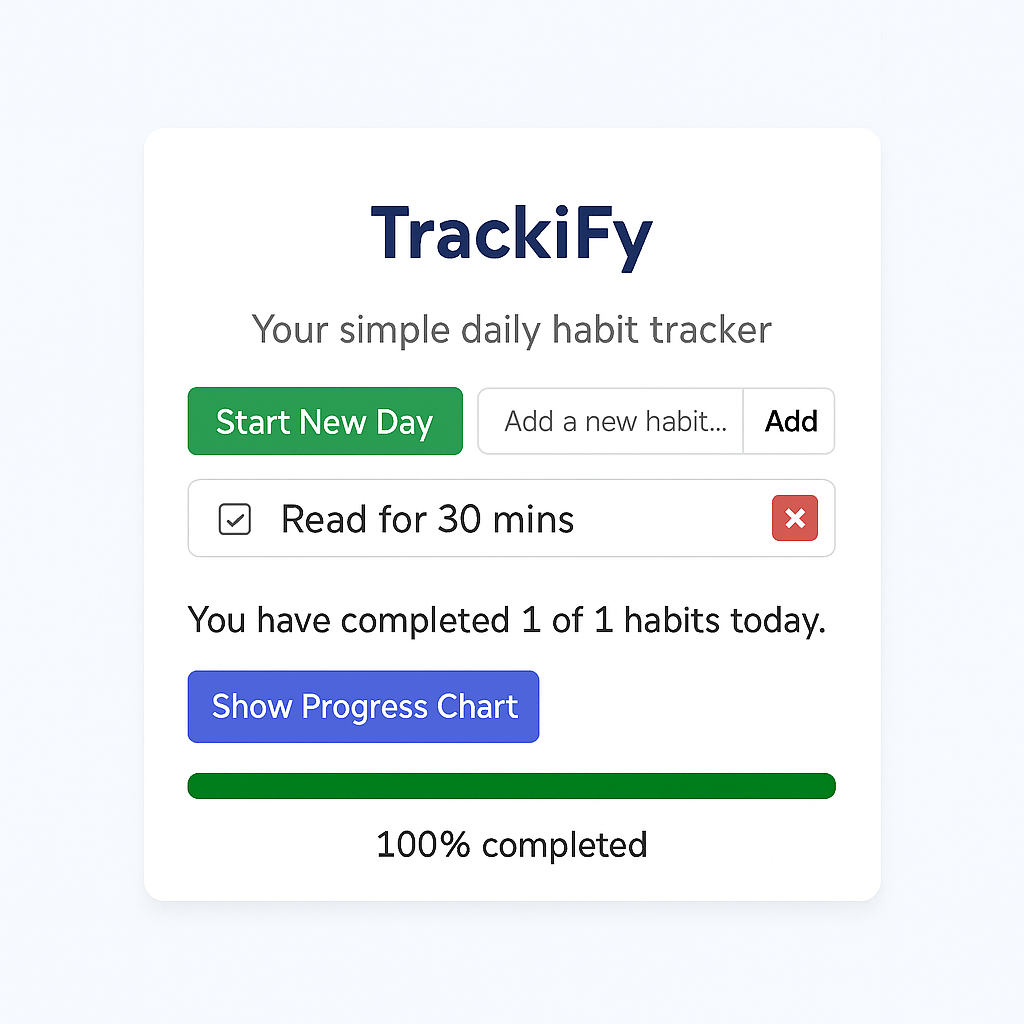 TrackiFy
Your simple daily habit tracker
Start New Day
Add a new habit...
Add
Read for 30 mins
You have completed 1 of 1 habits today.
Show Progress Chart
100% completed